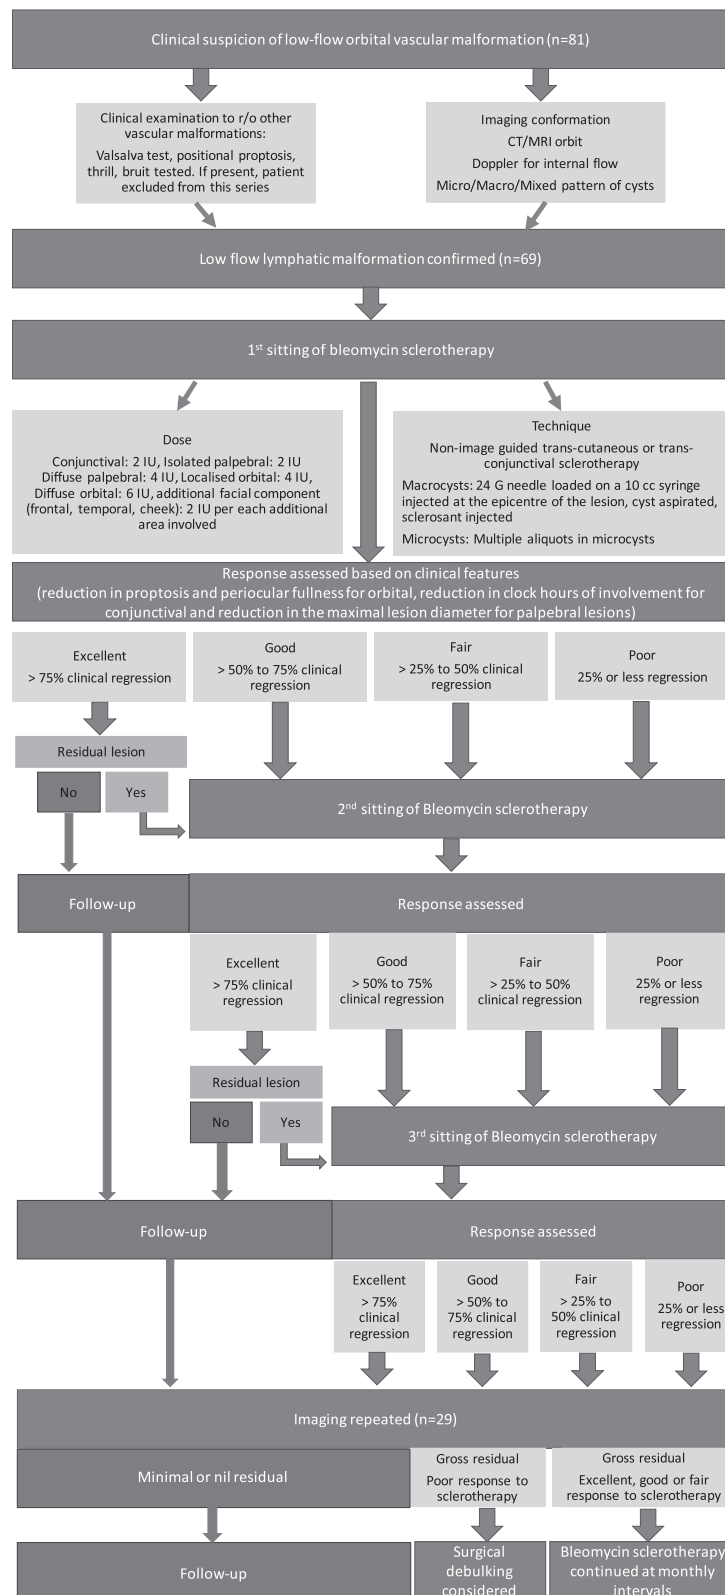 Clinical suspicion of low-flow orbital vascular malformation (n=81)
Clinical examination to r/o other
vascular malformations:
Valsalva test, positional proptosis,
thrill, bruit tested. If present, patient
excluded from this series
Imaging conformation
CT/MRI orbit
Doppler for internal flow
Micro/Macro/Mixed pattern of cysts
Low flow lymphatic malformation confirmed (n=69)
1st sitting of bleomycin sclerotherapy
Dose
Conjunctival: 2 IU, Isolated palpebral: 2 IU
Diffuse palpebral: 4 IU, Localised orbital: 4 IU,
Diffuse orbital: 6 IU, additional facial component
(frontal, temporal, cheek): 2 IU per each additional
area involved
Technique
Non-image guided trans-cutaneous or trans-
conjunctival sclerotherapy
Macrocysts: 24 G needle loaded on a 10 cc syringe
injected at the epicentre of the lesion, cyst aspirated,
sclerosant injected
Microcysts: Multiple aliquots in microcysts
Response assessed based on clinical features
(reduction in proptosis and periocular fullness for orbital, reduction in clock hours of involvement for
conjunctival and reduction in the maximal lesion diameter for palpebral lesions)
Excellent
> 75% clinical regression
Good
> 50% to 75% clinical
regression
Fair
> 25% to 50% clinical
regression
Poor
25% or less regression
Residual lesion
No
Yes
2nd sitting of Bleomycin sclerotherapy
Follow-up
Response assessed
Excellent
> 75% clinical
regression
Good
> 50% to 75%
clinical regression
Fair
> 25% to 50%
clinical regression
Poor
25% or less
regression
Residual lesion
No
Yes
3rd sitting of Bleomycin sclerotherapy
Follow-up
Response assessed
Excellent
> 75%
clinical
regression
Good
> 50% to
75% clinical
regression
Fair
> 25% to
50% clinical
regression
Poor
25% or less
regression
Imaging repeated (n=29)
Minimal or nil residual
Gross residual
Poor response to
sclerotherapy
Gross residual
Excellent, good or fair
response to sclerotherapy
Follow-up
Surgical
debulking
considered
Bleomycin sclerotherapy
continued at monthly
intervals